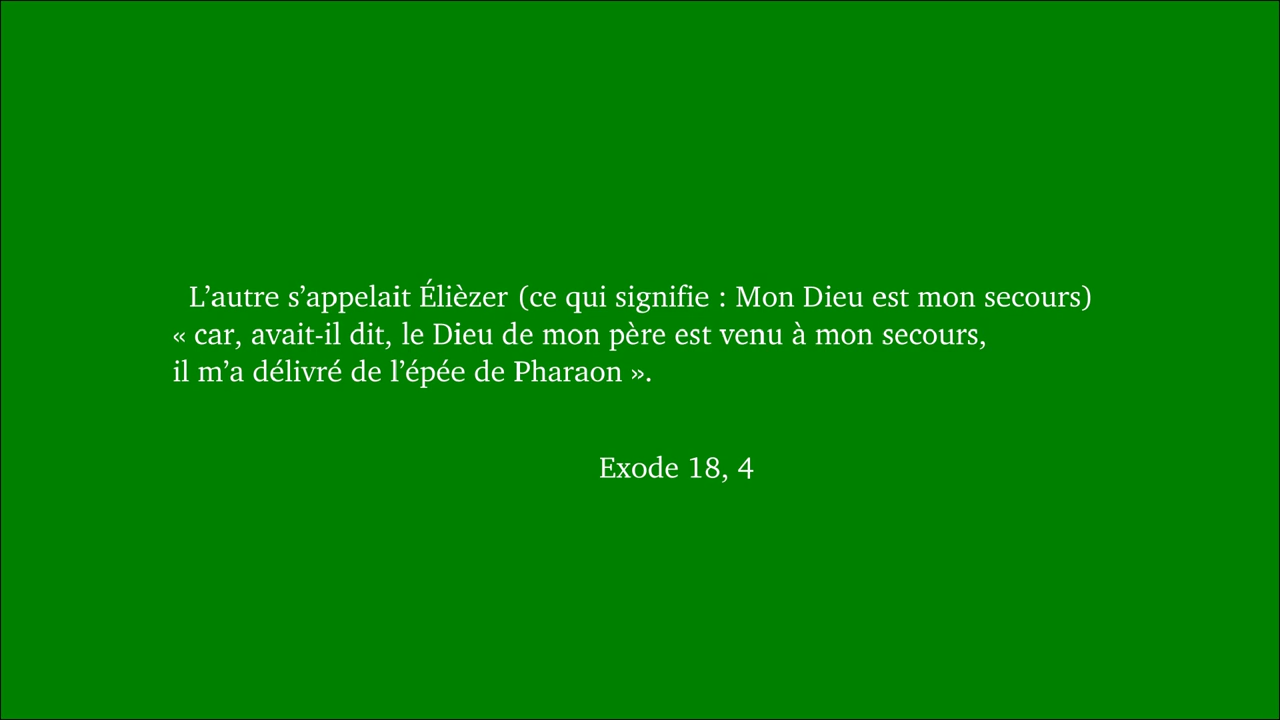 L’autre s’appelait Élièzer (ce qui signifie : Mon Dieu est mon secours)
« car, avait-il dit, le Dieu de mon père est venu à mon secours,
il m’a délivré de l’épée de Pharaon ».
Exode 18, 4